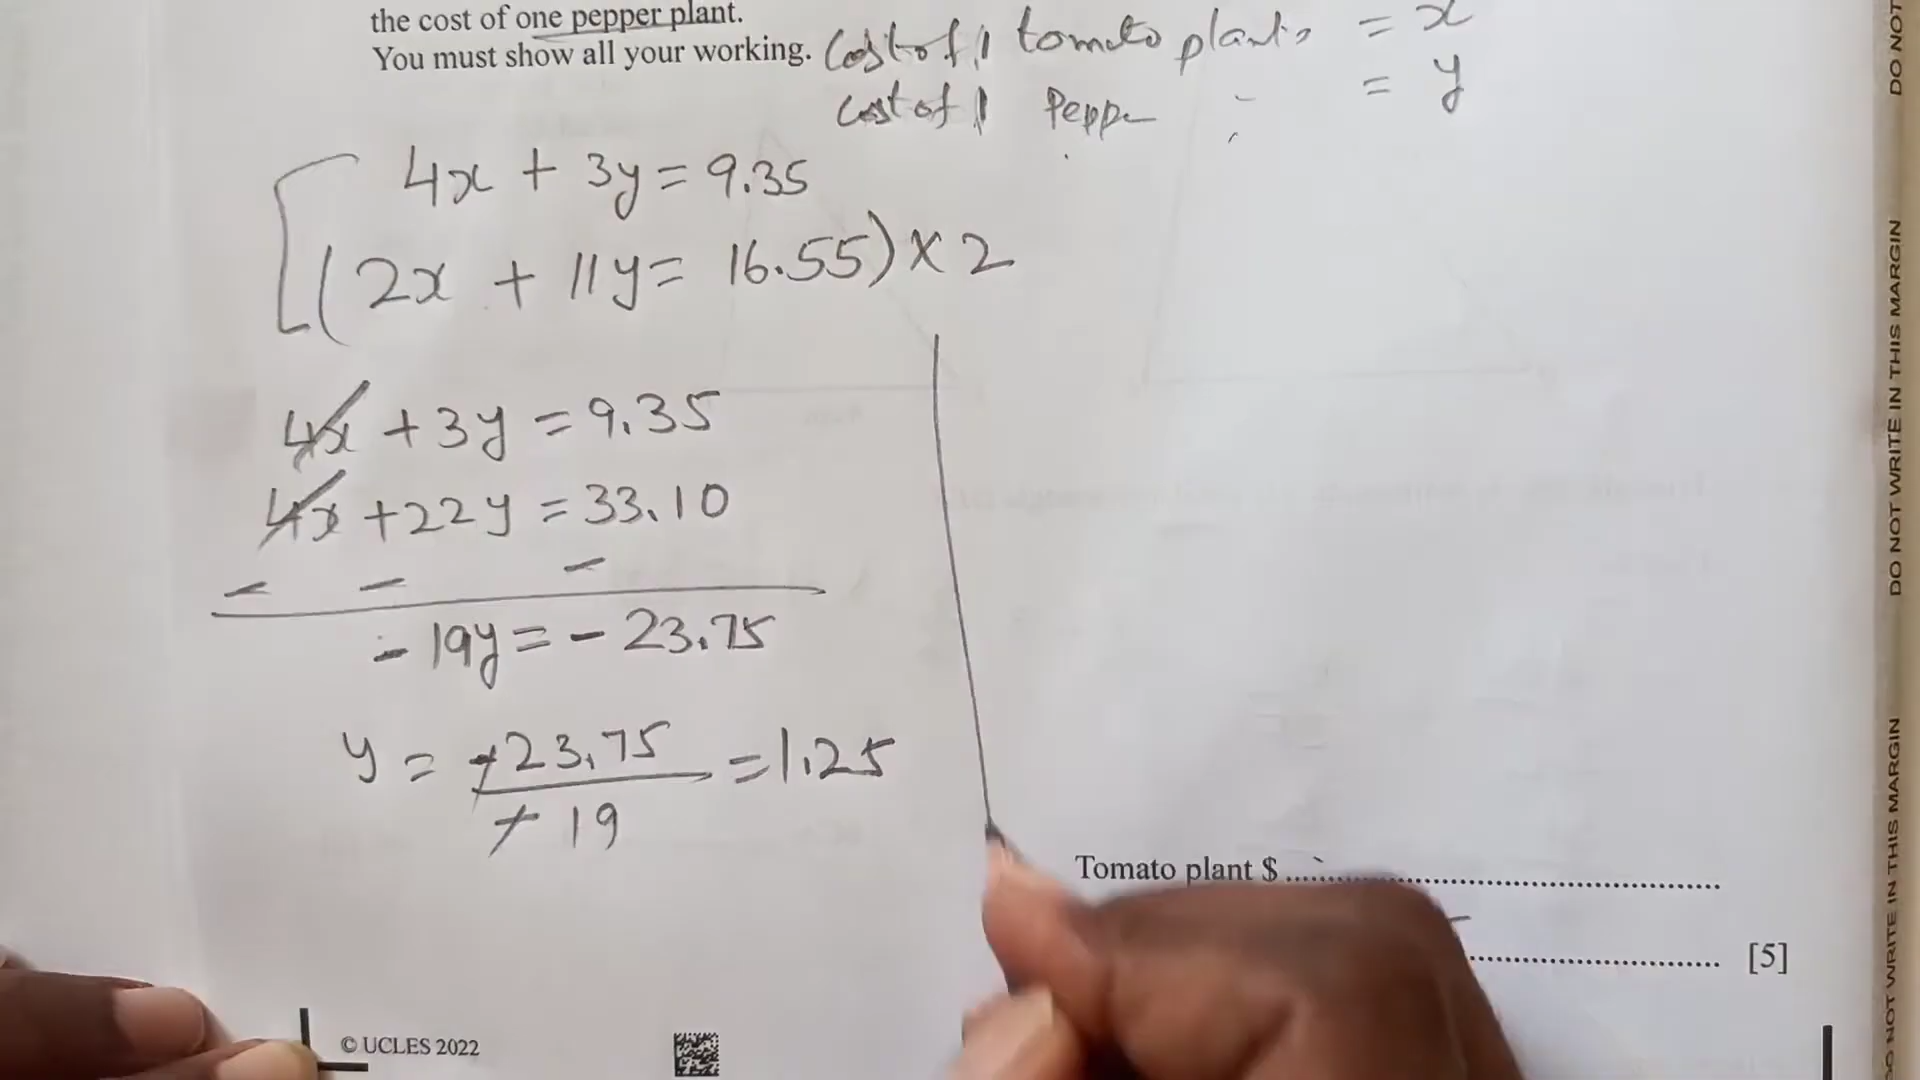 the cost of one pepper plant.
You must show all your working.
Cost of 1 tomato plants = x
Cost of 1 Pepper = y
4x + 3y = 9.35
(2x + 11y = 16.55) × 2
4x + 3y = 9.35
4x + 22y = 33.10
- - -
- 19y = - 23.75
y = -23.75 / - 19 = 1.25
Tomato plant $
[5]
© UCLES 2022
DO NOT
DO NOT WRITE IN THIS MARGIN
DO NOT WRITE IN THIS MARGIN